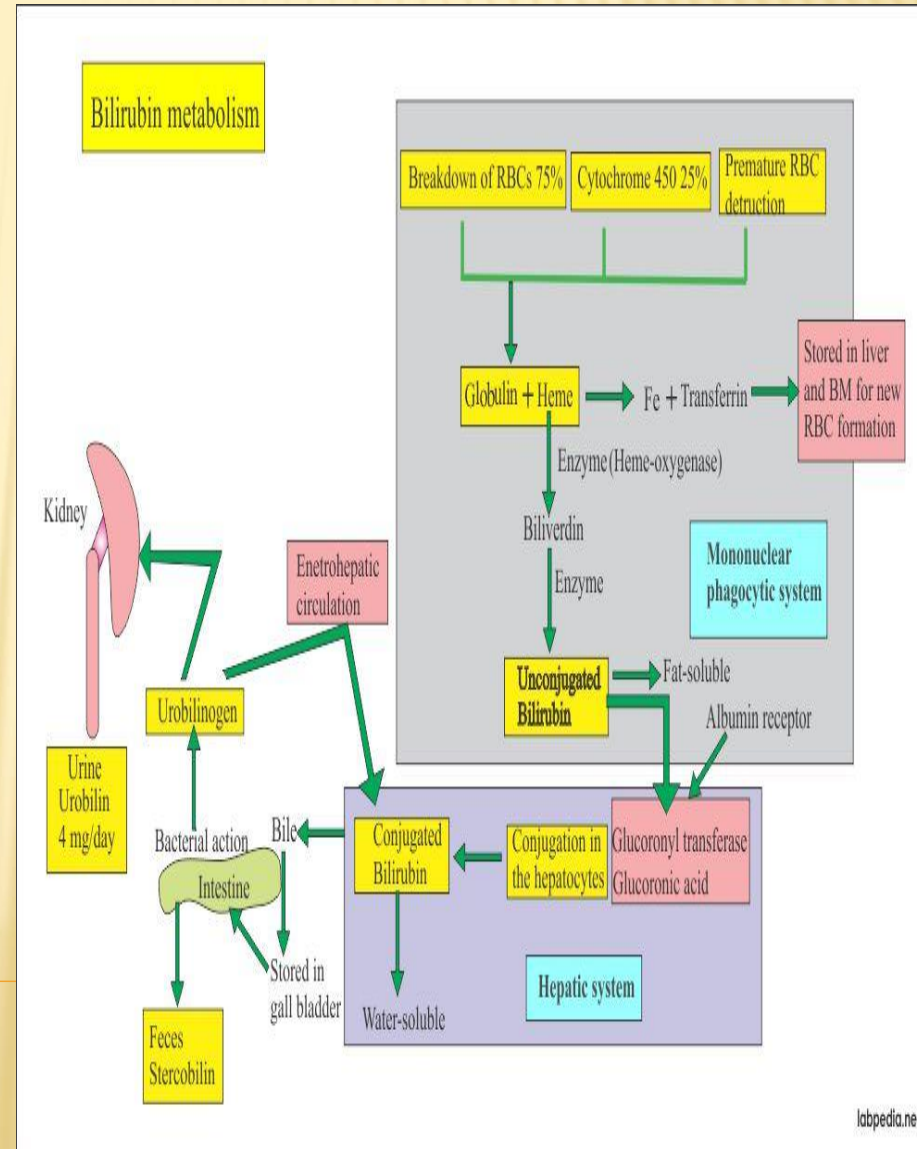 Bilirubin metabolism
Breakdown of RBCs 75%
Cytochrome 450 25%
Premature RBC
detruction
Globulin + Heme
Fe + Transferrin
Stored in liver
and BM for new
RBC formation
Enzyme (Heme-oxygenase)
Biliverdin
Enzyme
Mononuclear
phagocytic system
Unconjugated
Bilirubin
Fat-soluble
Albumin receptor
Kidney
Enetrohepatic
circulation
Urobilinogen
Urine
Urobilin
4 mg/day
Bacterial action
Intestine
Bile
Conjugated
Bilirubin
Conjugation in
the hepatocytes
Glucoronyl transferase
Glucoronic acid
Stored in
gall bladder
Water-soluble
Hepatic system
Feces
Stercobilin
labpedia.ne